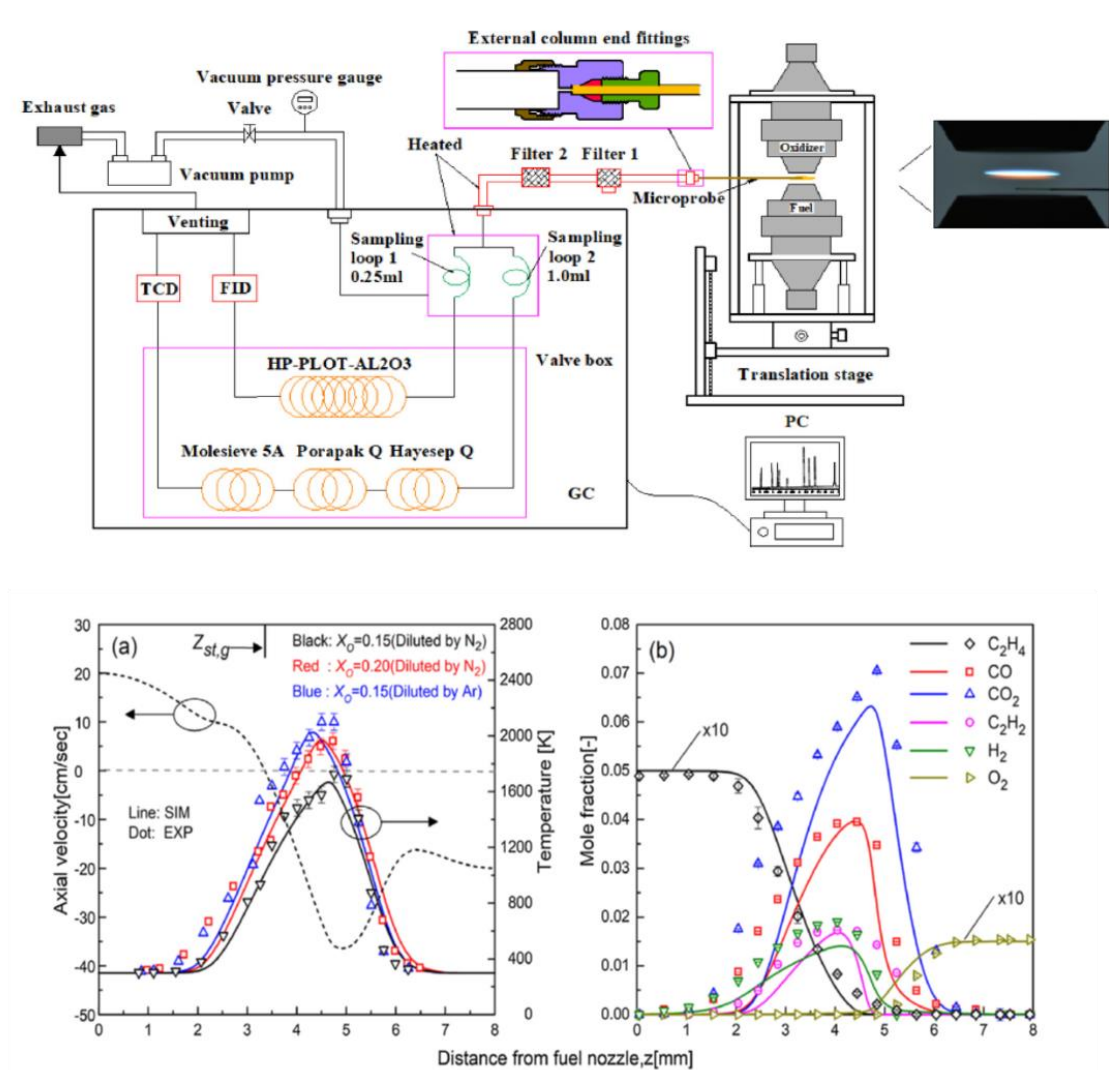 External column end fittings
Vacuum pressure gauge
Exhaust gas
Valve
Heated
Filter 2
Filter 1
Oxidizer
Vacuum pump
Microprobe
Fuel
Venting
Sampling
loop 1
0.25ml
Sampling
loop 2
1.0ml
TCD
FID
HP-PLOT-AL2O3
Valve box
Translation stage
PC
Molesieve 5A
Porapak Q
Hayesep Q
GC
(a)
Zst,g
Black: XO=0.15(Diluted by N2)
Red : XO=0.20(Diluted by N2)
Blue : XO=0.15(Diluted by Ar)
Line: SIM
Dot: EXP
Axial velocity[cm/sec]
30
20
10
0
-10
-20
-30
-40
-50
Temperature [K]
2800
2400
2000
1600
1200
800
400
0
0 1 2 3 4 5 6 7 8
(b)
x10
x10
C2H4
CO
CO2
C2H2
H2
O2
Mole fraction[-]
0.08
0.07
0.06
0.05
0.04
0.03
0.02
0.01
0.00
0 1 2 3 4 5 6 7 8
Distance from fuel nozzle,z[mm]